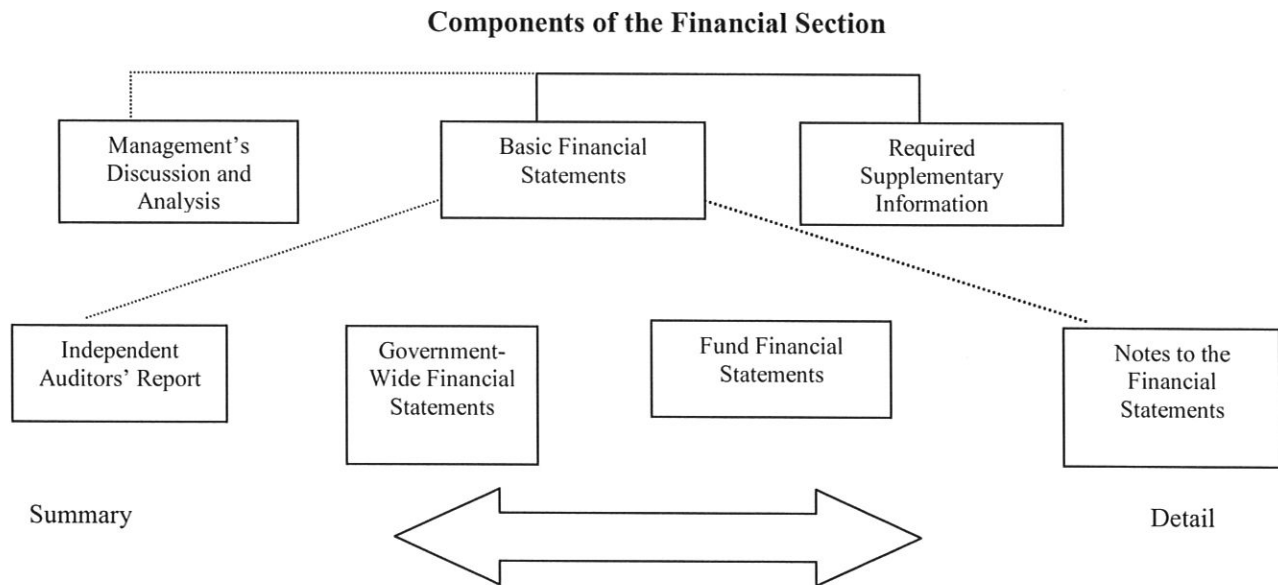 Components of the Financial Section
Management's
Discussion and
Analysis
Basic Financial
Statements
Required
Supplementary
Information
Independent
Auditors' Report
Government-
Wide Financial
Statements
Fund Financial
Statements
Notes to the
Financial
Statements
Summary
Detail